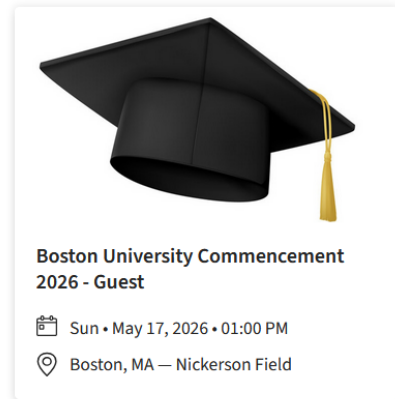 Boston University Commencement
2026 - Guest
Sun • May 17, 2026 • 01:00 PM
Boston, MA — Nickerson Field